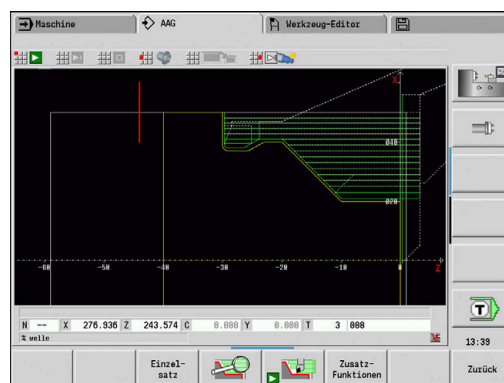 Maschine AAG Werkzeug-Editor
X
Ø40
Ø20
-60 -50 -40 -30 -20 -10 0 Z
N -- X 276.936 Z 243.574 C 0.000 Y 0.000 T 3 000
% welle
13:39
Einzel-
satz
Zusatz-
Funktionen
Zurück
T